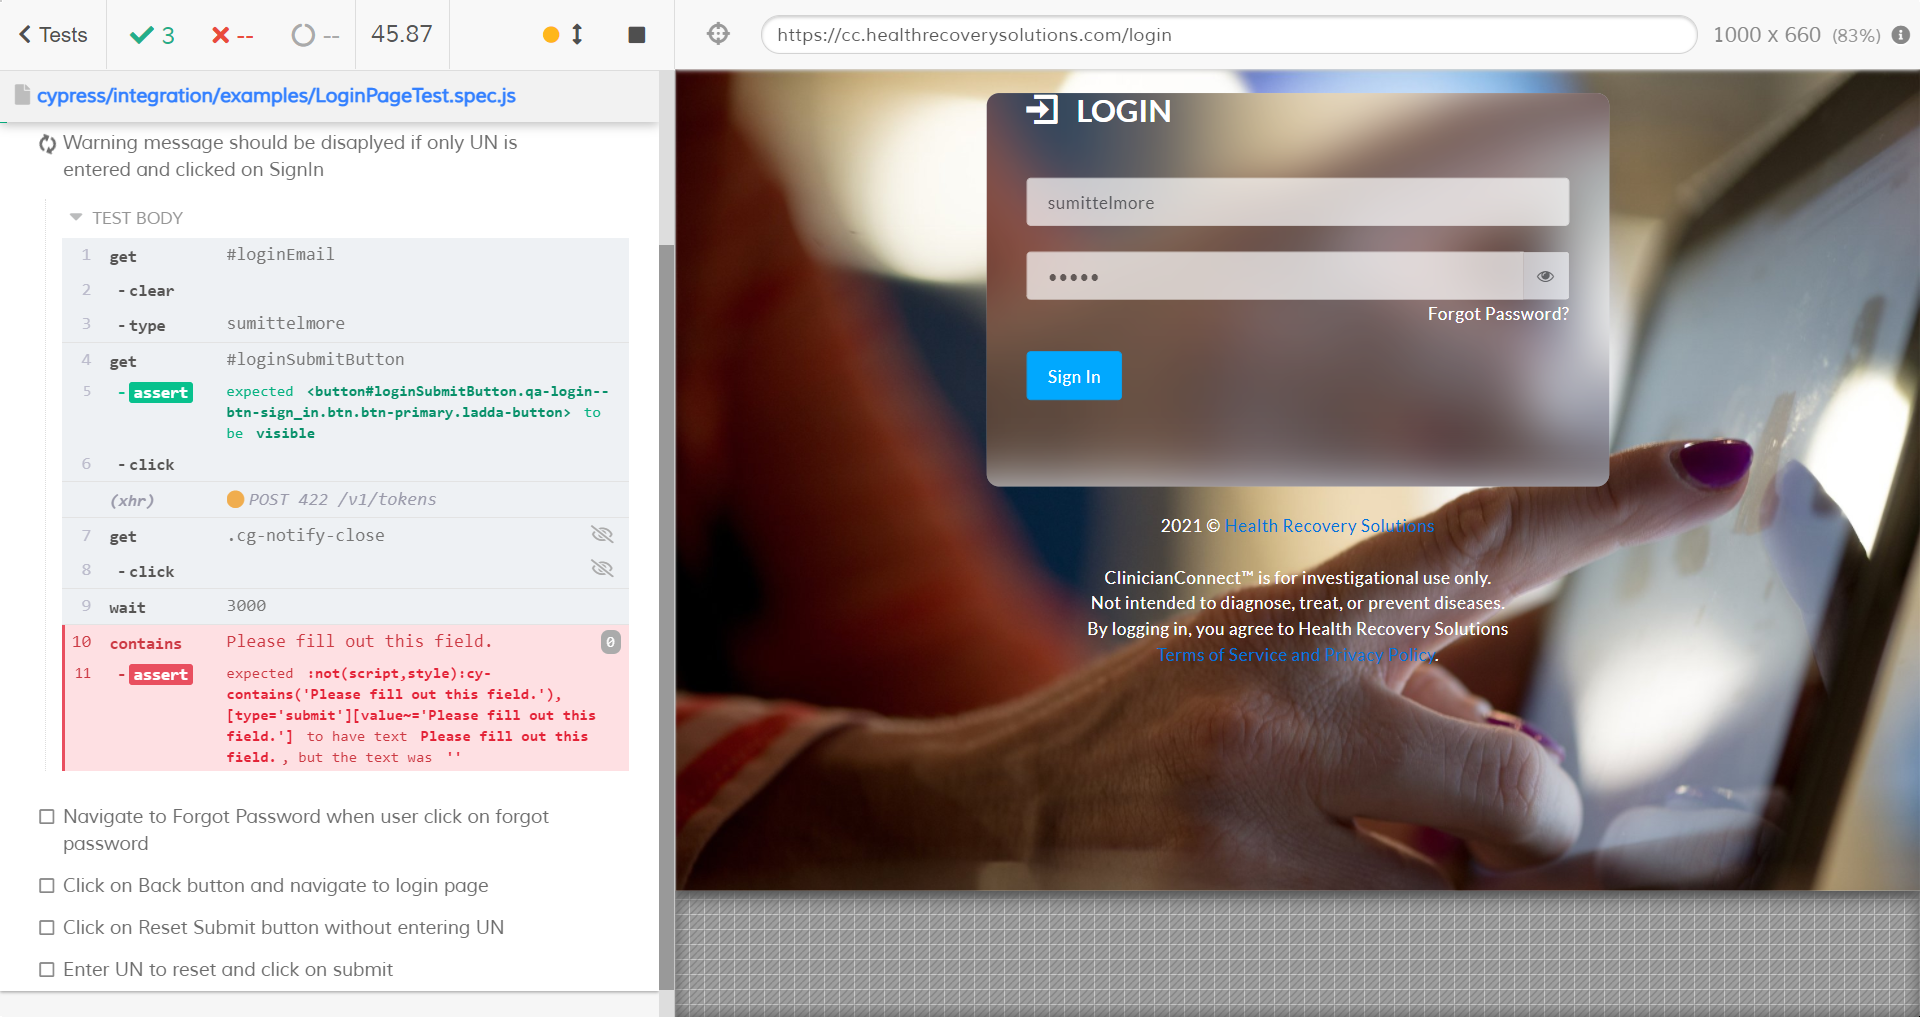 Tests
3
--
--
45.87
https://cc.healthrecoverysolutions.com/login
1000 x 660 (83%)
cypress/integration/examples/LoginPageTest.spec.js
Warning message should be disaplyed if only UN is
entered and clicked on SignIn
TEST BODY
1 get #loginEmail
2 -clear
3 -type sumittelmore
4 get #loginSubmitButton
5 -assert expected <button#loginSubmitButton.qa-login--
btn-sign_in.btn.btn-primary.ladda-button> to
be visible
6 -click
(xhr) POST 422 /v1/tokens
7 get .cg-notify-close
8 -click
9 wait 3000
10 contains Please fill out this field. 0
11 -assert expected :not(script,style):cy-
contains('Please fill out this field.'),
[type='submit'][value~='Please fill out this
field.'] to have text Please fill out this
field., but the text was ''
Navigate to Forgot Password when user click on forgot
password
Click on Back button and navigate to login page
Click on Reset Submit button without entering UN
Enter UN to reset and click on submit
LOGIN
sumittelmore
•••••
Forgot Password?
Sign In
2021 © Health Recovery Solutions
ClinicianConnect™ is for investigational use only.
Not intended to diagnose, treat, or prevent diseases.
By logging in, you agree to Health Recovery Solutions
Terms of Service and Privacy Policy.